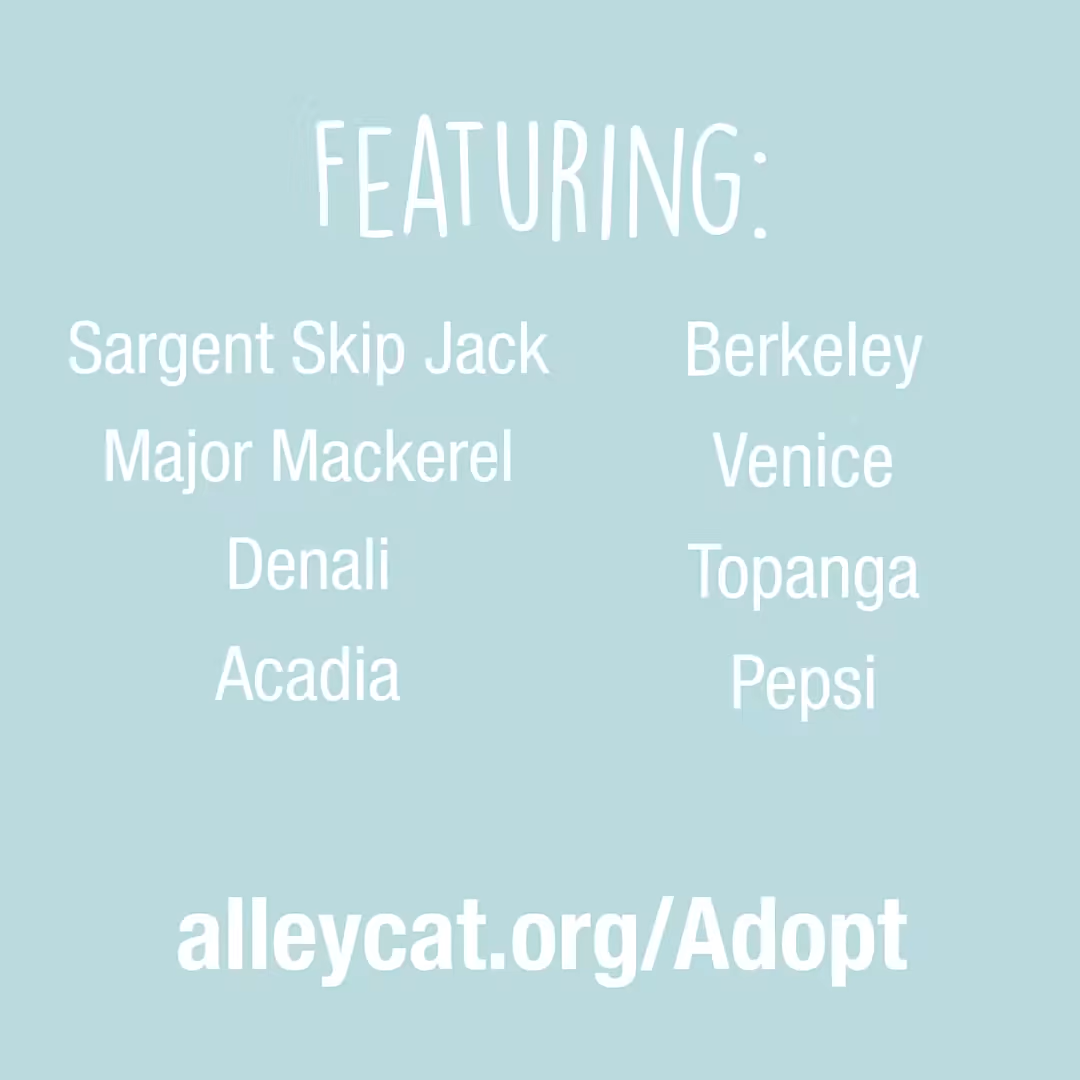 FEATURING:
Sargent Skip Jack
Major Mackerel
Denali
Acadia
Berkeley
Venice
Topanga
Pepsi
alleycat.org/Adopt